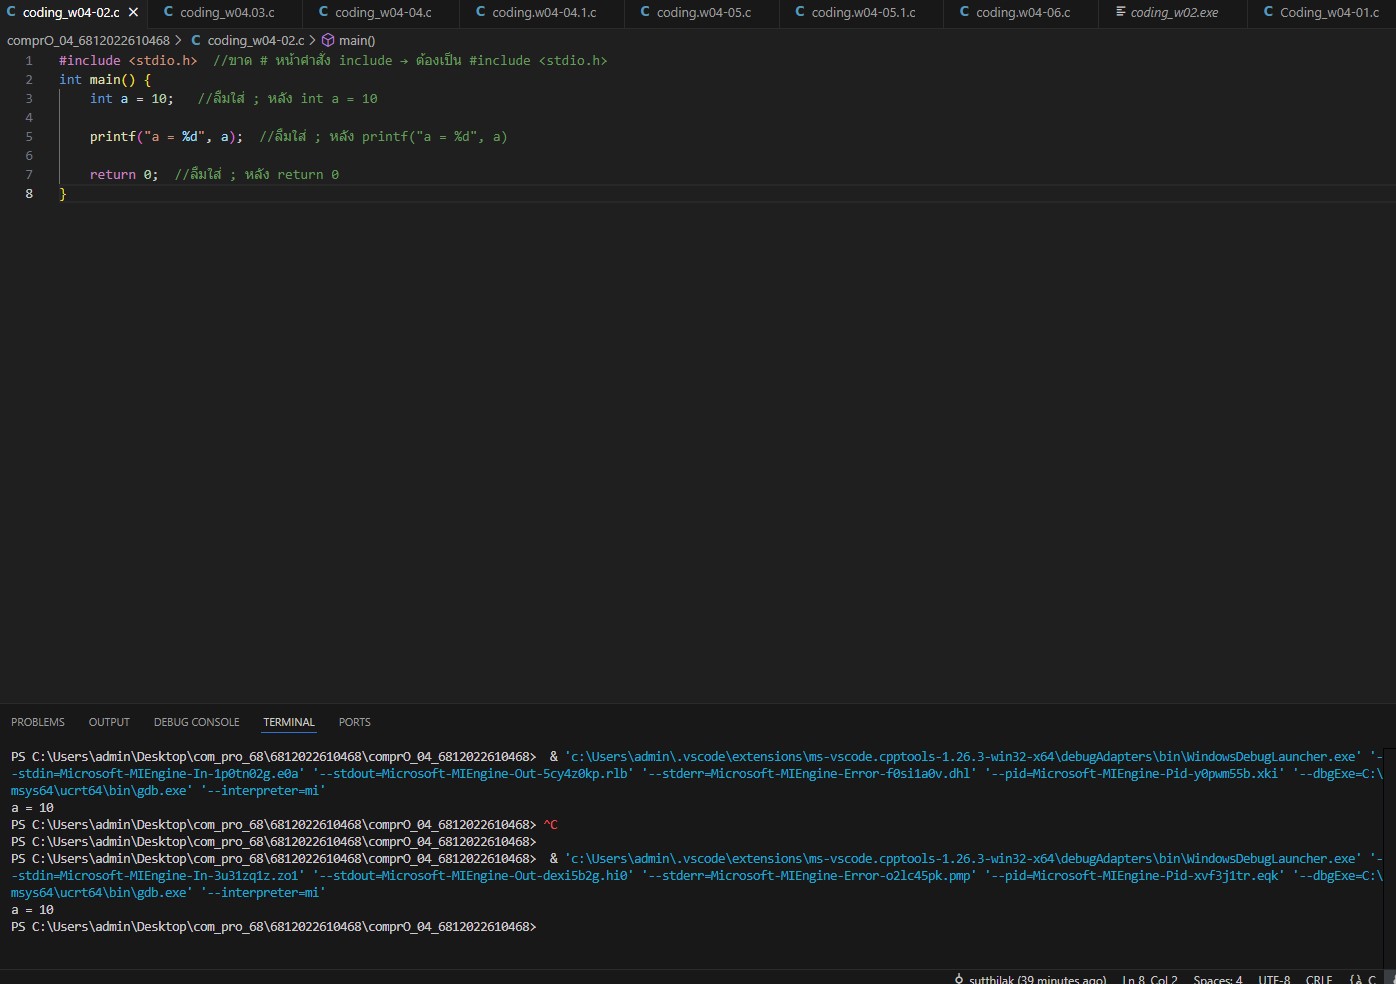 coding_w04-02.c
coding_w04.03.c
coding_w04-04.c
coding.w04-04.1.c
coding.w04-05.c
coding.w04-05.1.c
coding.w04-06.c
coding_w02.exe
Coding_w04-01.c
comprO_04_6812022610468 > C coding_w04-02.c > main()
1 #include <stdio.h> //ขาด # หน้าคำสั่ง include → ต้องเป็น #include <stdio.h>
2 int main() {
3 int a = 10; //ลืมใส่ ; หลัง int a = 10
4
5 printf("a = %d", a); //ลืมใส่ ; หลัง printf("a = %d", a)
6
7 return 0; //ลืมใส่ ; หลัง return 0
8 }
PROBLEMS OUTPUT DEBUG CONSOLE TERMINAL PORTS
PS C:\Users\admin\Desktop\com_pro_68\6812022610468\comprO_04_6812022610468> & 'c:\Users\admin\.vscode\extensions\ms-vscode.cpptools-1.26.3-win32-x64\debugAdapters\bin\WindowsDebugLauncher.exe' '-
-stdin=Microsoft-MIEngine-In-1p0tn02g.e0a' '--stdout=Microsoft-MIEngine-Out-5cy4z0kp.rlb' '--stderr=Microsoft-MIEngine-Error-f0si1a0v.dhl' '--pid=Microsoft-MIEngine-Pid-y0pwm55b.xki' '--dbgExe=C:\
msys64\ucrt64\bin\gdb.exe' '--interpreter=mi'
a = 10
PS C:\Users\admin\Desktop\com_pro_68\6812022610468\comprO_04_6812022610468> ^C
PS C:\Users\admin\Desktop\com_pro_68\6812022610468\comprO_04_6812022610468>
PS C:\Users\admin\Desktop\com_pro_68\6812022610468\comprO_04_6812022610468> & 'c:\Users\admin\.vscode\extensions\ms-vscode.cpptools-1.26.3-win32-x64\debugAdapters\bin\WindowsDebugLauncher.exe' '-
-stdin=Microsoft-MIEngine-In-3u31zq1z.zo1' '--stdout=Microsoft-MIEngine-Out-dexi5b2g.hi0' '--stderr=Microsoft-MIEngine-Error-o2lc45pk.pmp' '--pid=Microsoft-MIEngine-Pid-xvf3j1tr.eqk' '--dbgExe=C:\
msys64\ucrt64\bin\gdb.exe' '--interpreter=mi'
a = 10
PS C:\Users\admin\Desktop\com_pro_68\6812022610468\comprO_04_6812022610468>
sutthilak (39 minutes ago) Ln 8, Col 2 Spaces: 4 UTF-8 CRLF {} C